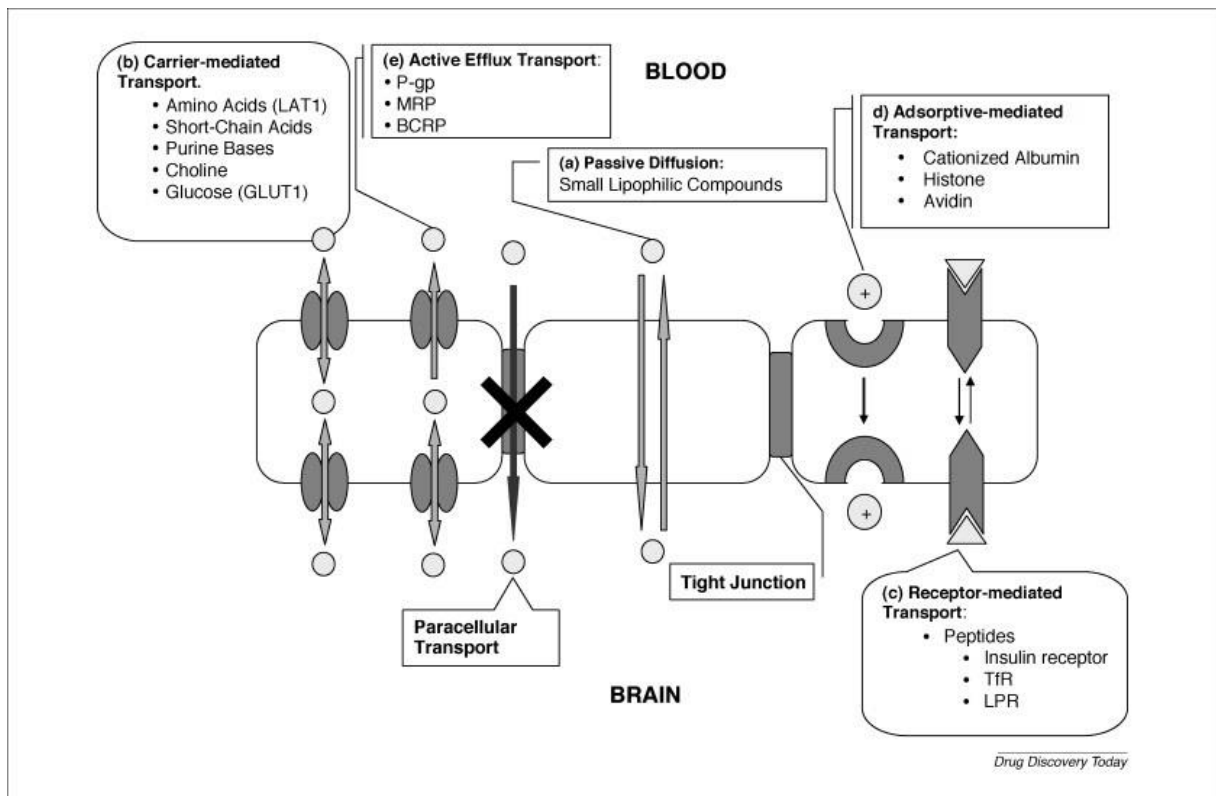 (b) Carrier-mediated
Transport.
• Amino Acids (LAT1)
• Short-Chain Acids
• Purine Bases
• Choline
• Glucose (GLUT1)
(e) Active Efflux Transport:
• P-gp
• MRP
• BCRP
BLOOD
(a) Passive Diffusion:
Small Lipophilic Compounds
d) Adsorptive-mediated
Transport:
• Cationized Albumin
• Histone
• Avidin
+
+
Tight Junction
Paracellular
Transport
(c) Receptor-mediated
Transport:
• Peptides
• Insulin receptor
• TfR
• LPR
BRAIN
Drug Discovery Today